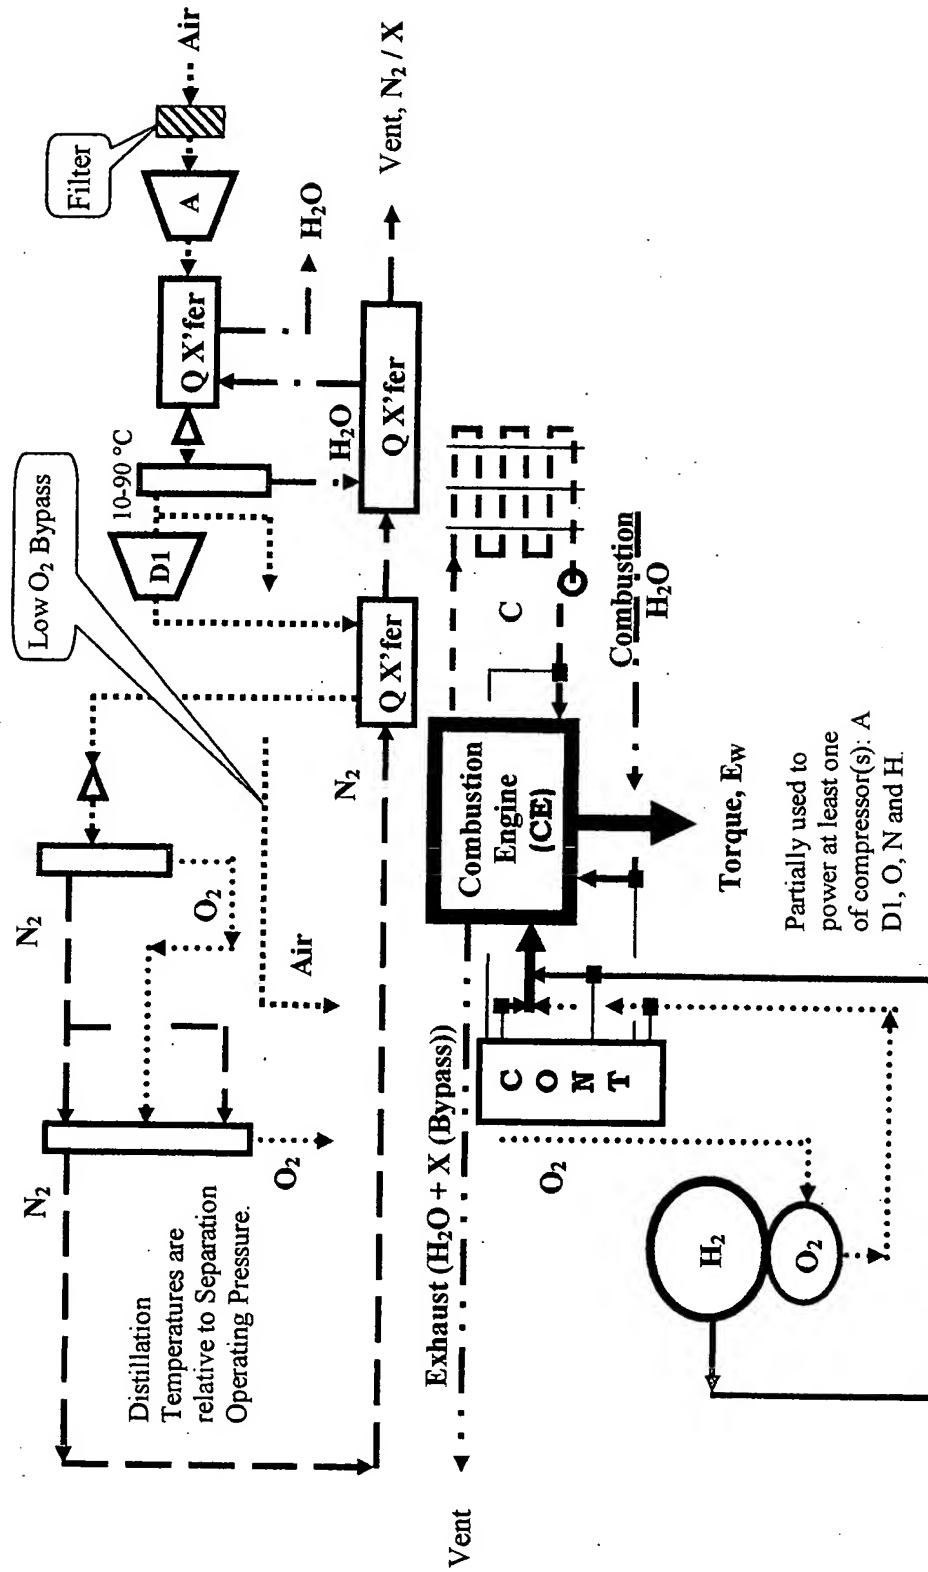 Filter
Air
A
Q X'fer
H₂O
Vent, N₂ / X
10-90 °C
Q X'fer
H₂O
D1
Low O₂ Bypass
Q X'fer
N₂
N₂
O₂
Air
N₂
O₂
Distillation
Temperatures are
relative to Separation
Operating Pressure.
C
Combustion
H₂O
Combustion
Engine
(CE)
Torque, E_W
Partially used to
power at least one
of compressor(s): A
D1, O, N and H.
Exhaust (H₂O + X (Bypass))
Vent
C
O
N
T
O₂
H₂
O₂